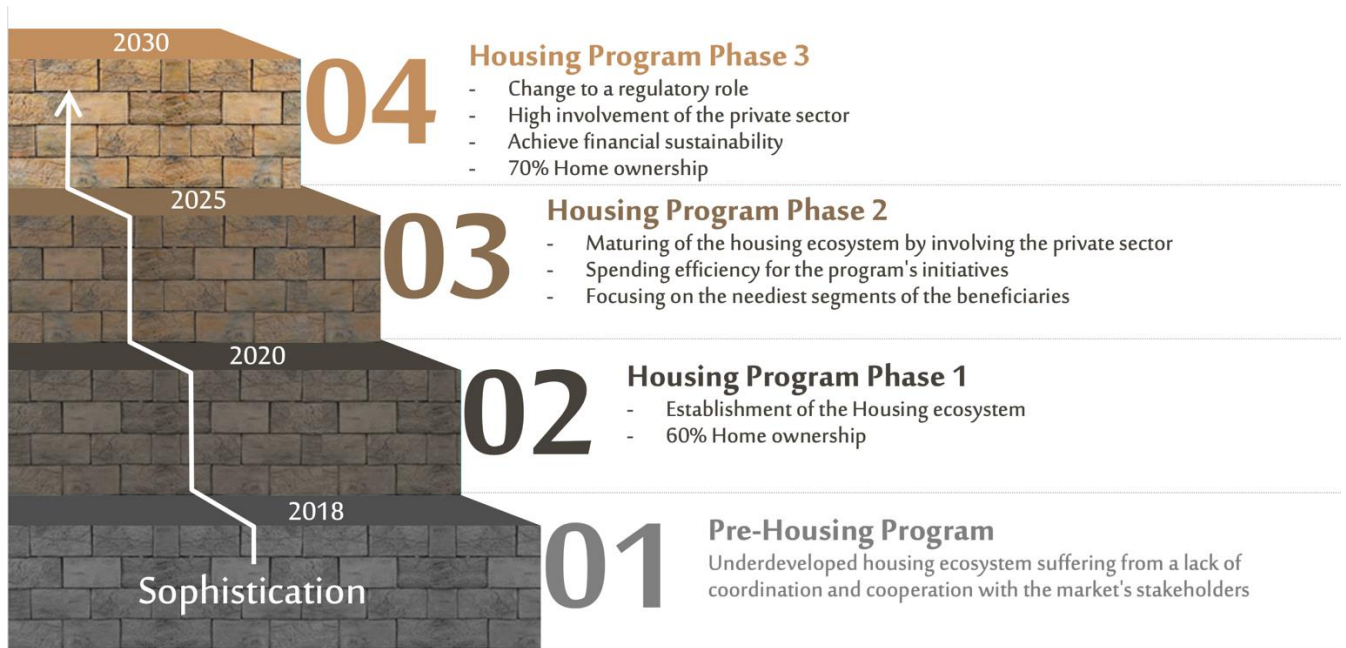 2030
04
Housing Program Phase 3
- Change to a regulatory role
- High involvement of the private sector
- Achieve financial sustainability
- 70% Home ownership
2025
03
Housing Program Phase 2
- Maturing of the housing ecosystem by involving the private sector
- Spending efficiency for the program's initiatives
- Focusing on the neediest segments of the beneficiaries
2020
02
Housing Program Phase 1
- Establishment of the Housing ecosystem
- 60% Home ownership
2018
01
Pre-Housing Program
Underdeveloped housing ecosystem suffering from a lack of
coordination and cooperation with the market's stakeholders
Sophistication